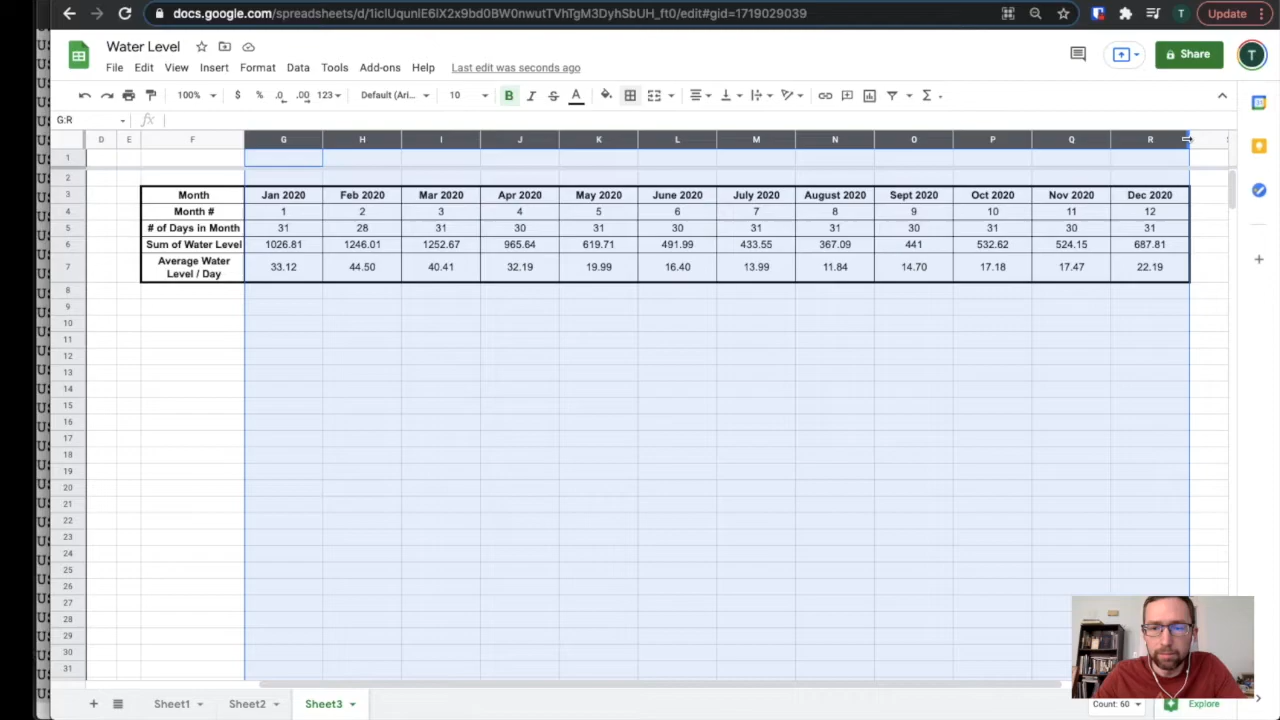 docs.google.com/spreadsheets/d/1iclUqunlE6lX2x9bd0BW0nwutTVhTgM3DyhSbUH_ft0/edit#gid=1719029039
T
Update
Water Level
File Edit View Insert Format Data Tools Add-ons Help Last edit was seconds ago
Share
T
100% $ % .0 .00 123 Default (Ari... 10 B I S A Σ
G:R fx
D E F G H I J K L M N O P Q R
1
2
3 Month Jan 2020 Feb 2020 Mar 2020 Apr 2020 May 2020 June 2020 July 2020 August 2020 Sept 2020 Oct 2020 Nov 2020 Dec 2020
4 Month # 1 2 3 4 5 6 7 8 9 10 11 12
5 # of Days in Month 31 28 31 30 31 30 31 31 30 31 30 31
6 Sum of Water Level 1026.81 1246.01 1252.67 965.64 619.71 491.99 433.55 367.09 441 532.62 524.15 687.81
7 Average Water Level / Day 33.12 44.50 40.41 32.19 19.99 16.40 13.99 11.84 14.70 17.18 17.47 22.19
8
9
10
11
12
13
14
15
16
17
18
19
20
21
22
23
24
25
26
27
28
29
30
31
Sheet1 Sheet2 Sheet3
Count: 60 Explore